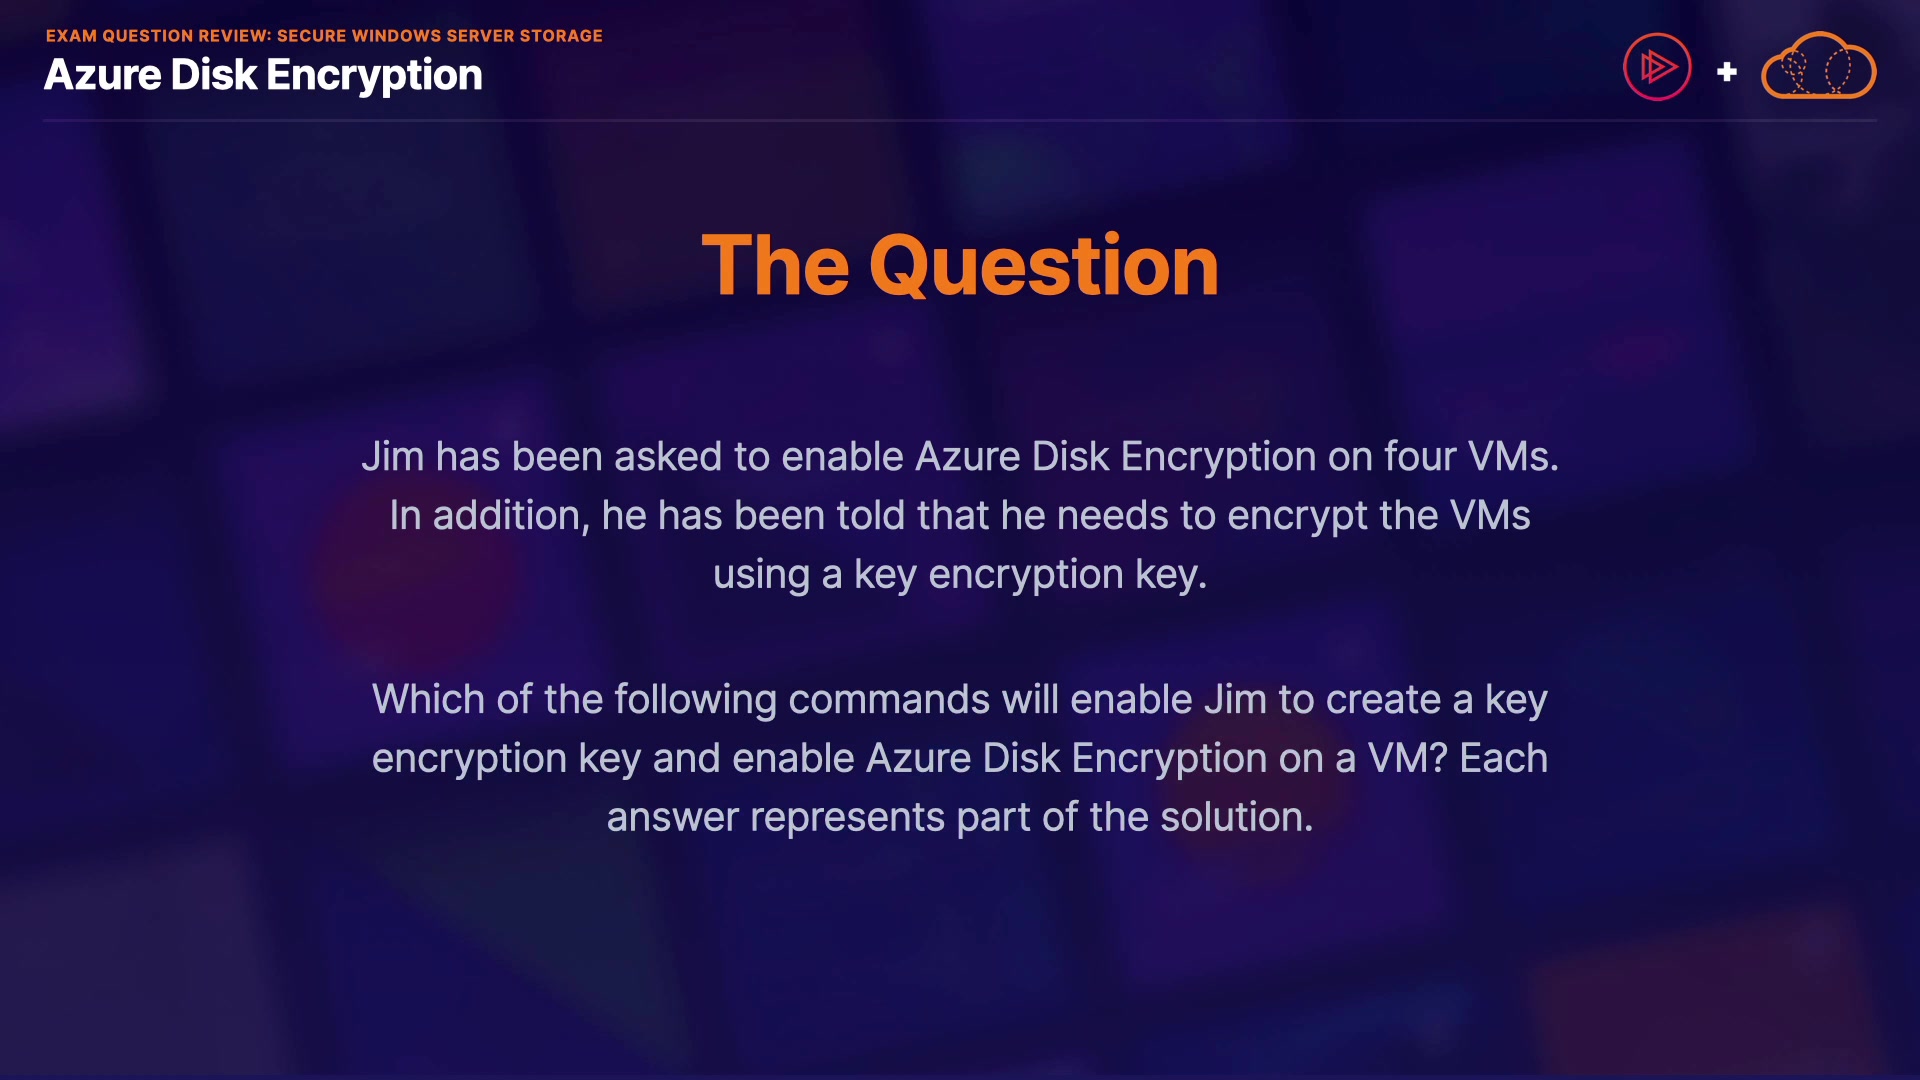 EXAM QUESTION REVIEW: SECURE WINDOWS SERVER STORAGE
Azure Disk Encryption
The Question
Jim has been asked to enable Azure Disk Encryption on four VMs.
In addition, he has been told that he needs to encrypt the VMs
using a key encryption key.
Which of the following commands will enable Jim to create a key
encryption key and enable Azure Disk Encryption on a VM? Each
answer represents part of the solution.